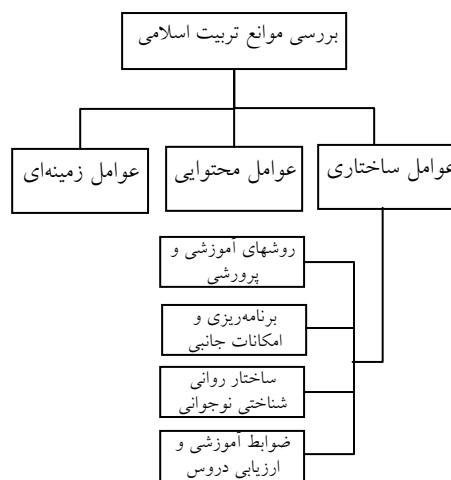 بررسی موانع تربیت اسلامی
عوامل ساختاری
عوامل محتوایی
عوامل زمینه‌ای
روشهای آموزشی و
پرورشی
برنامه‌ریزی و
امکانات جانبی
ساختار روانی
شناختی نوجوانی
ضوابط آموزشی و
ارزیابی دروس